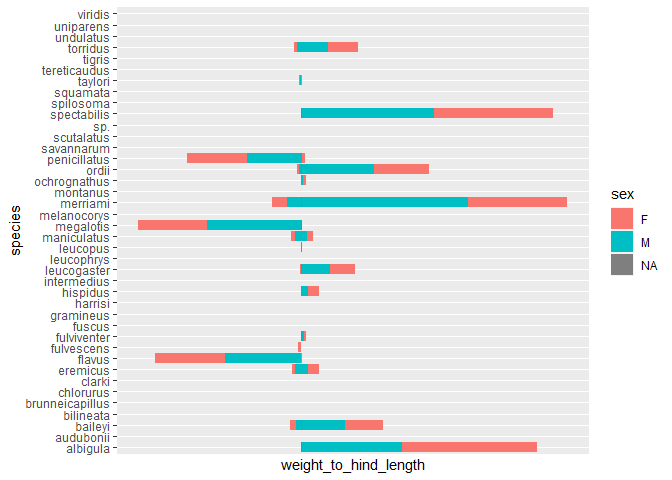 viridis
uniparens
undulatus
torridus
tigris
tereticaudus
taylori
squamata
spilosoma
spectabilis
sp.
scutalatus
savannarum
penicillatus
ordii
ochrognathus
montanus
merriami
melanocorys
megalotis
maniculatus
leucopus
leucophrys
leucogaster
intermedius
hispidus
harrisi
gramineus
fuscus
fulviventer
fulvescens
flavus
eremicus
clarki
chlorurus
brunneicapillus
bilineata
baileyi
audubonii
albigula
species
weight_to_hind_length
sex
F
M
NA